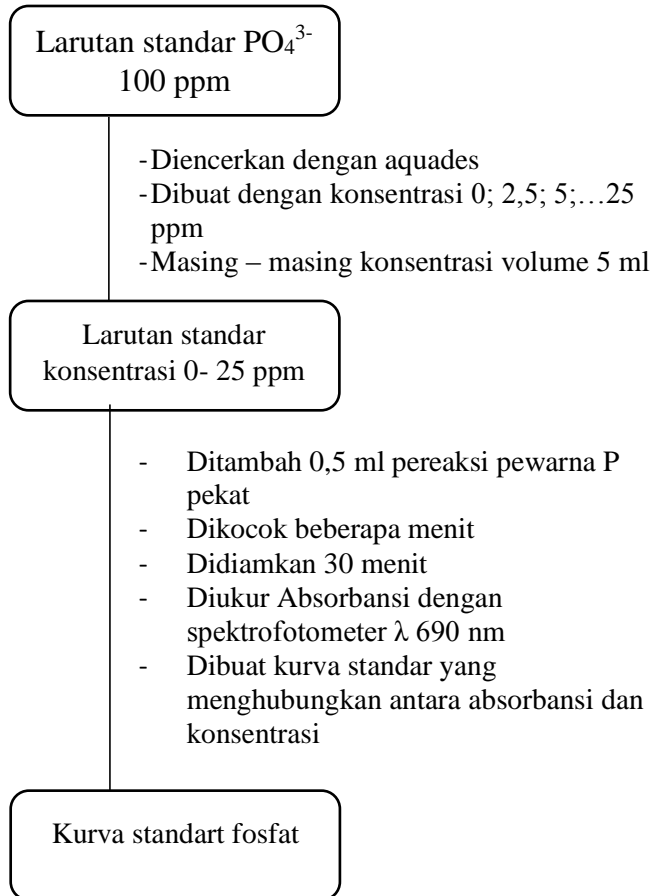 Larutan standar PO₄³⁻
100 ppm
-Diencerkan dengan aquades
-Dibuat dengan konsentrasi 0; 2,5; 5;…25
ppm
-Masing – masing konsentrasi volume 5 ml
Larutan standar
konsentrasi 0- 25 ppm
- Ditambah 0,5 ml pereaksi pewarna P
pekat
- Dikocok beberapa menit
- Didiamkan 30 menit
- Diukur Absorbansi dengan
spektrofotometer λ 690 nm
- Dibuat kurva standar yang
menghubungkan antara absorbansi dan
konsentrasi
Kurva standart fosfat